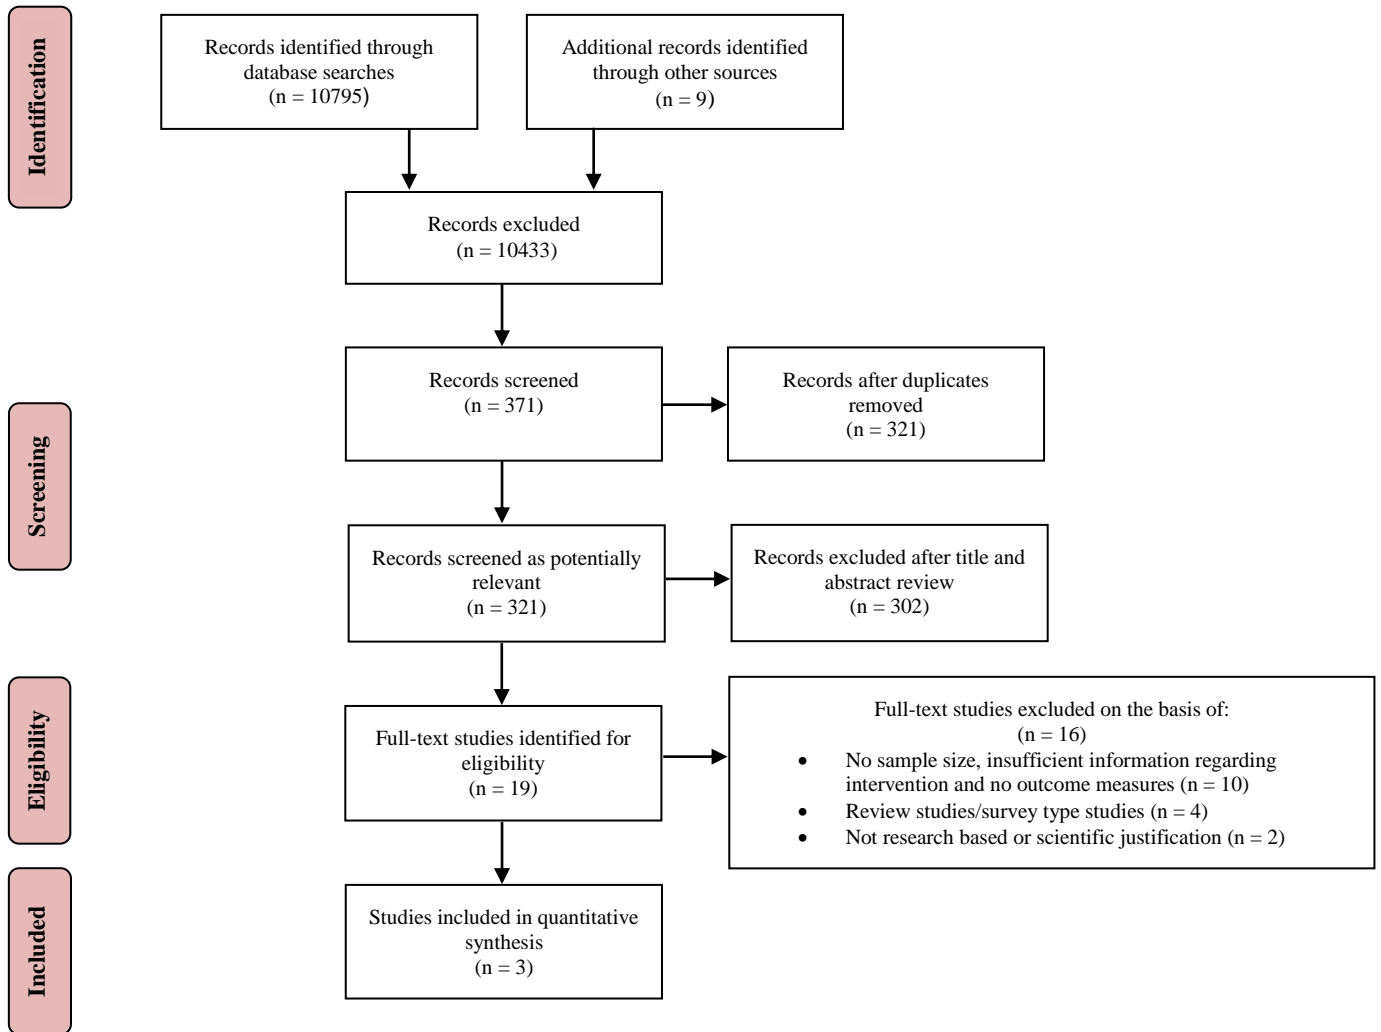 Identification
Records identified through
database searches
(n = 10795)
Additional records identified
through other sources
(n = 9)
Records excluded
(n = 10433)
Screening
Records screened
(n = 371)
Records after duplicates
removed
(n = 321)
Records screened as potentially
relevant
(n = 321)
Records excluded after title and
abstract review
(n = 302)
Eligibility
Full-text studies identified for
eligibility
(n = 19)
Full-text studies excluded on the basis of:
(n = 16)
• No sample size, insufficient information regarding
intervention and no outcome measures (n = 10)
• Review studies/survey type studies (n = 4)
• Not research based or scientific justification (n = 2)
Included
Studies included in quantitative
synthesis
(n = 3)